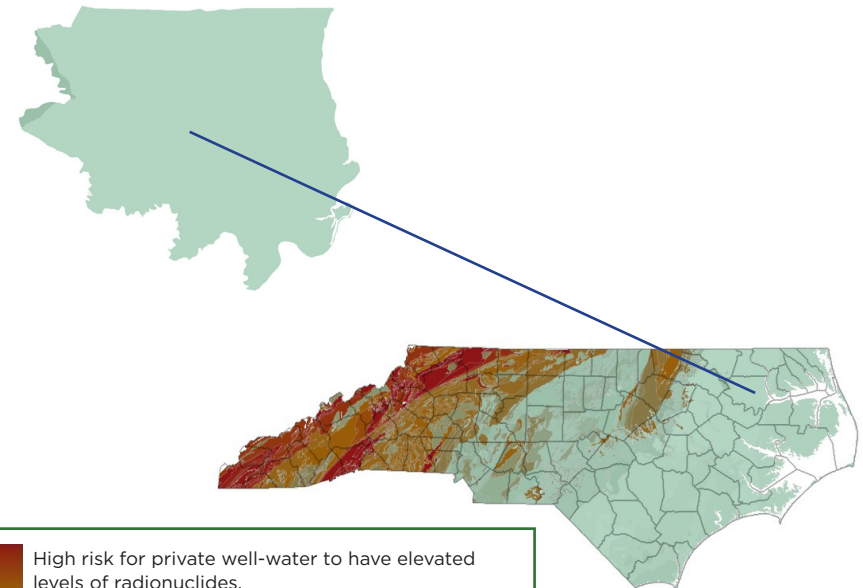 High risk for private well-water to have elevated
levels of radionuclides.